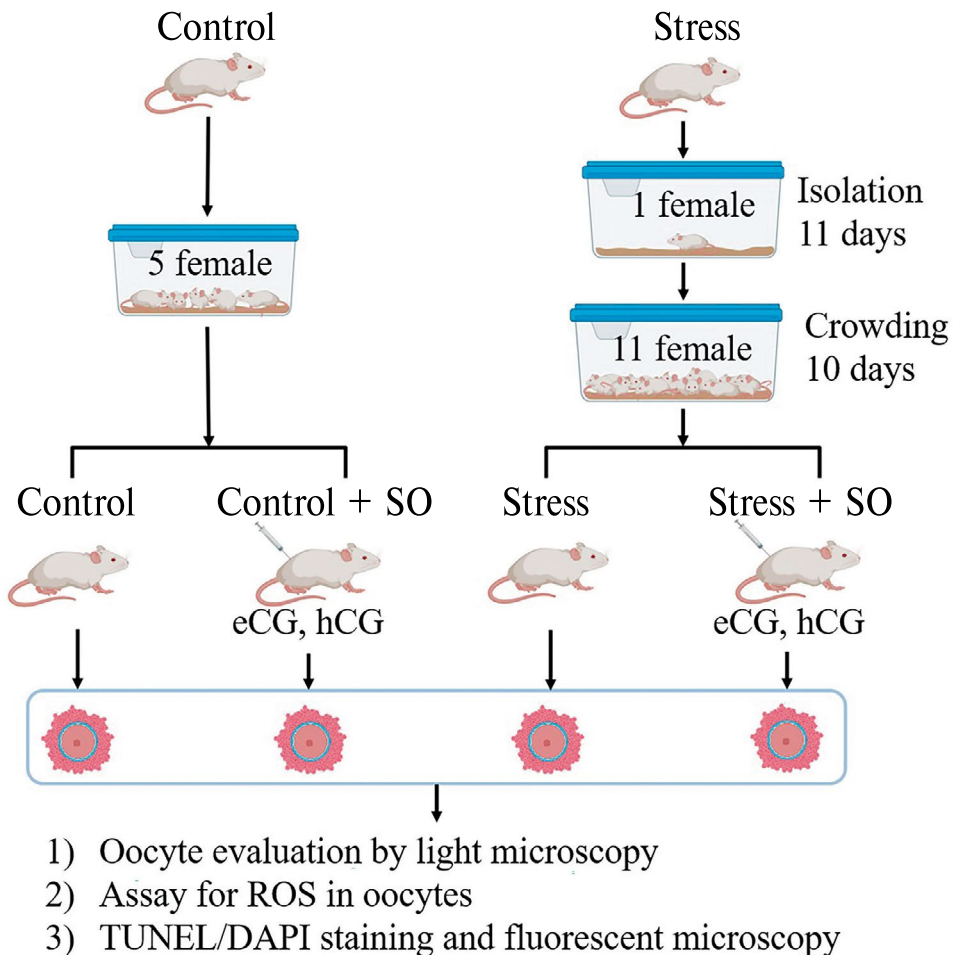 Control
Stress
1 female
Isolation
11 days
5 female
11 female
Crowding
10 days
Control
Control + SO
Stress
Stress + SO
eCG, hCG
eCG, hCG
1) Oocyte evaluation by light microscopy
2) Assay for ROS in oocytes
3) TUNEL/DAPI staining and fluorescent microscopy